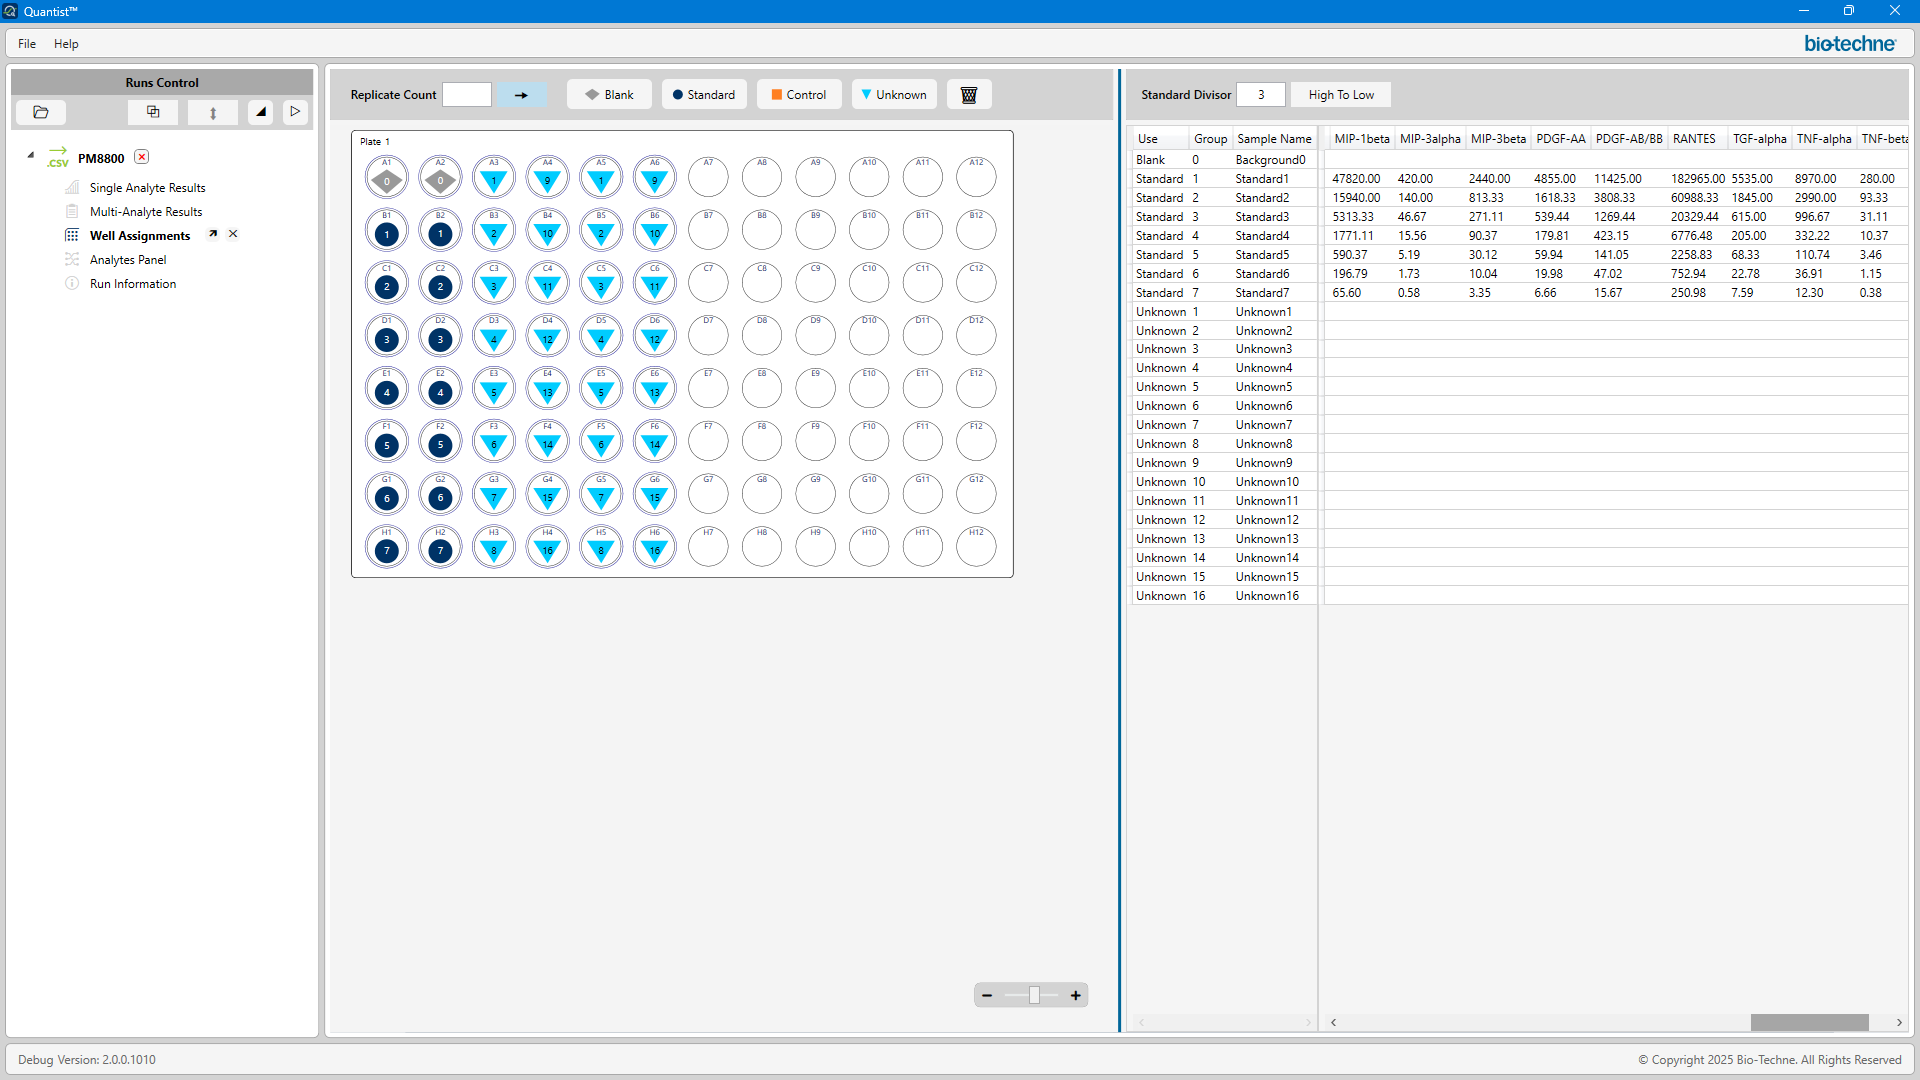 Quantist™
File Help
bio-techne
Runs Control
.CSV PM8800
Single Analyte Results
Multi-Analyte Results
Well Assignments
Analytes Panel
Run Information
Replicate Count Blank Standard Control Unknown
Plate 1
A1 A2 A3 A4 A5 A6 A7 A8 A9 A10 A11 A12
0 0 1 9 1 9
B1 B2 B3 B4 B5 B6 B7 B8 B9 B10 B11 B12
1 1 2 10 2 10
C1 C2 C3 C4 C5 C6 C7 C8 C9 C10 C11 C12
2 2 3 11 3 11
D1 D2 D3 D4 D5 D6 D7 D8 D9 D10 D11 D12
3 3 4 12 4 12
E1 E2 E3 E4 E5 E6 E7 E8 E9 E10 E11 E12
4 4 5 13 5 13
F1 F2 F3 F4 F5 F6 F7 F8 F9 F10 F11 F12
5 5 6 14 6 14
G1 G2 G3 G4 G5 G6 G7 G8 G9 G10 G11 G12
6 6 7 15 7 15
H1 H2 H3 H4 H5 H6 H7 H8 H9 H10 H11 H12
7 7 8 16 8 16
Standard Divisor 3 High To Low
Use Group Sample Name MIP-1beta MIP-3alpha MIP-3beta PDGF-AA PDGF-AB/BB RANTES TGF-alpha TNF-alpha TNF-beta
Blank 0 Background0
Standard 1 Standard1 47820.00 420.00 2440.00 4855.00 11425.00 182965.00 5535.00 8970.00 280.00
Standard 2 Standard2 15940.00 140.00 813.33 1618.33 3808.33 60988.33 1845.00 2990.00 93.33
Standard 3 Standard3 5313.33 46.67 271.11 539.44 1269.44 20329.44 615.00 996.67 31.11
Standard 4 Standard4 1771.11 15.56 90.37 179.81 423.15 6776.48 205.00 332.22 10.37
Standard 5 Standard5 590.37 5.19 30.12 59.94 141.05 2258.83 68.33 110.74 3.46
Standard 6 Standard6 196.79 1.73 10.04 19.98 47.02 752.94 22.78 36.91 1.15
Standard 7 Standard7 65.60 0.58 3.35 6.66 15.67 250.98 7.59 12.30 0.38
Unknown 1 Unknown1
Unknown 2 Unknown2
Unknown 3 Unknown3
Unknown 4 Unknown4
Unknown 5 Unknown5
Unknown 6 Unknown6
Unknown 7 Unknown7
Unknown 8 Unknown8
Unknown 9 Unknown9
Unknown 10 Unknown10
Unknown 11 Unknown11
Unknown 12 Unknown12
Unknown 13 Unknown13
Unknown 14 Unknown14
Unknown 15 Unknown15
Unknown 16 Unknown16
Debug Version: 2.0.0.1010
© Copyright 2025 Bio-Techne. All Rights Reserved